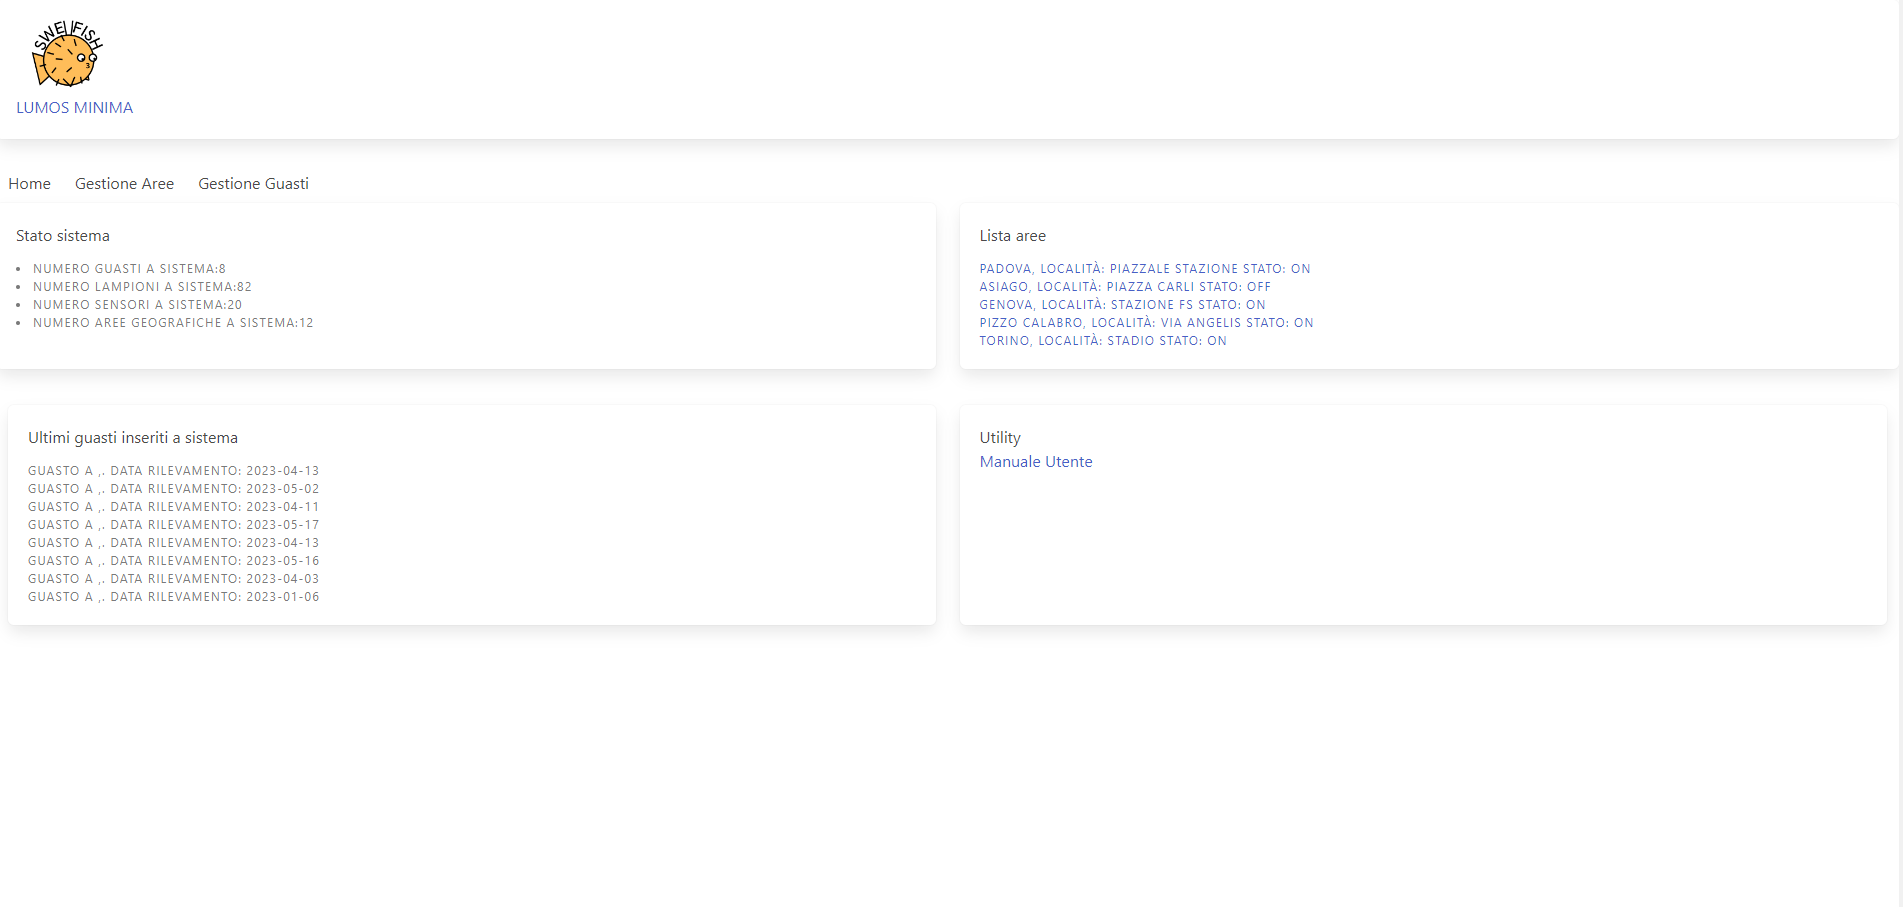 SWELLFISH
LUMOS MINIMA
Home Gestione Aree Gestione Guasti
Stato sistema
• NUMERO GUASTI A SISTEMA:8
• NUMERO LAMPIONI A SISTEMA:82
• NUMERO SENSORI A SISTEMA:20
• NUMERO AREE GEOGRAFICHE A SISTEMA:12
Lista aree
PADOVA, LOCALITÀ: PIAZZALE STAZIONE STATO: ON
ASIAGO, LOCALITÀ: PIAZZA CARLI STATO: OFF
GENOVA, LOCALITÀ: STAZIONE FS STATO: ON
PIZZO CALABRO, LOCALITÀ: VIA ANGELIS STATO: ON
TORINO, LOCALITÀ: STADIO STATO: ON
Ultimi guasti inseriti a sistema
GUASTO A ,. DATA RILEVAMENTO: 2023-04-13
GUASTO A ,. DATA RILEVAMENTO: 2023-05-02
GUASTO A ,. DATA RILEVAMENTO: 2023-04-11
GUASTO A ,. DATA RILEVAMENTO: 2023-05-17
GUASTO A ,. DATA RILEVAMENTO: 2023-04-13
GUASTO A ,. DATA RILEVAMENTO: 2023-05-16
GUASTO A ,. DATA RILEVAMENTO: 2023-04-03
GUASTO A ,. DATA RILEVAMENTO: 2023-01-06
Utility
Manuale Utente